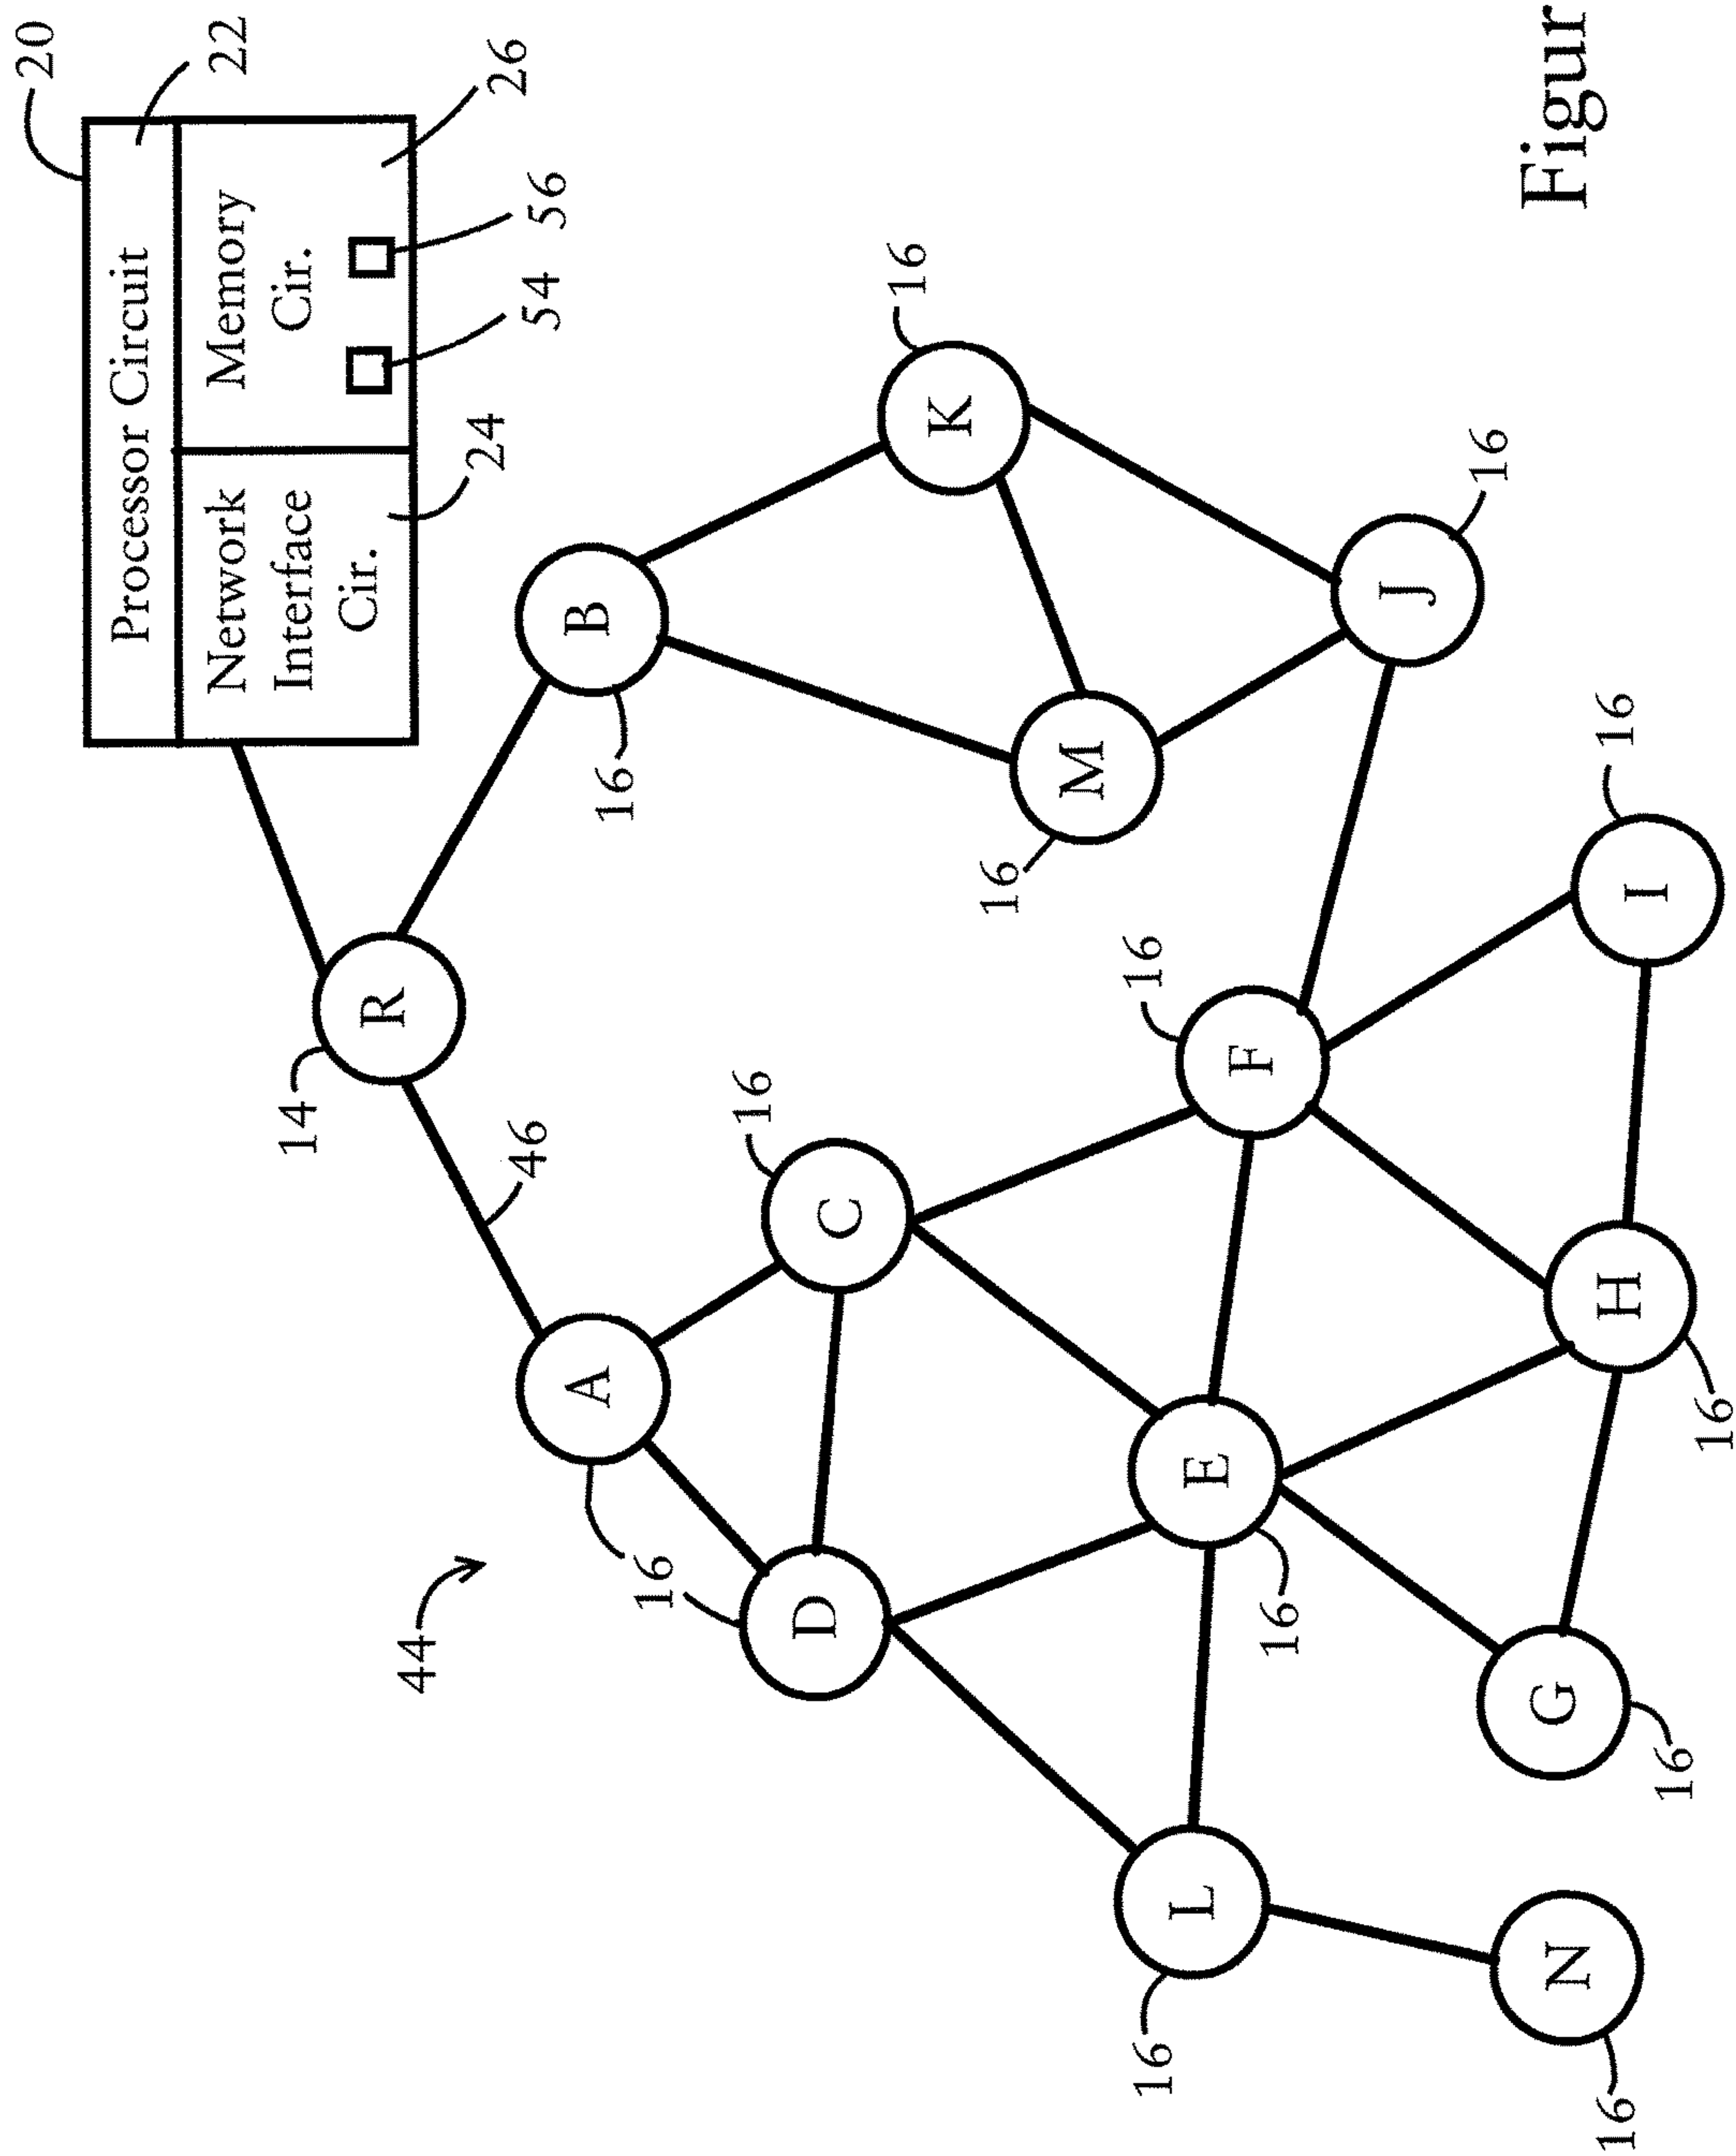 20
Processor Circuit
22
Network
Interface
Cir.
Memory
Cir.
14
R
44
24
26
46
54
56
A
B
16
16
16
D
C
16
K
16
M
16
16
L
E
F
16
J
16
Figur
G
N
H
16
16
I
16
16